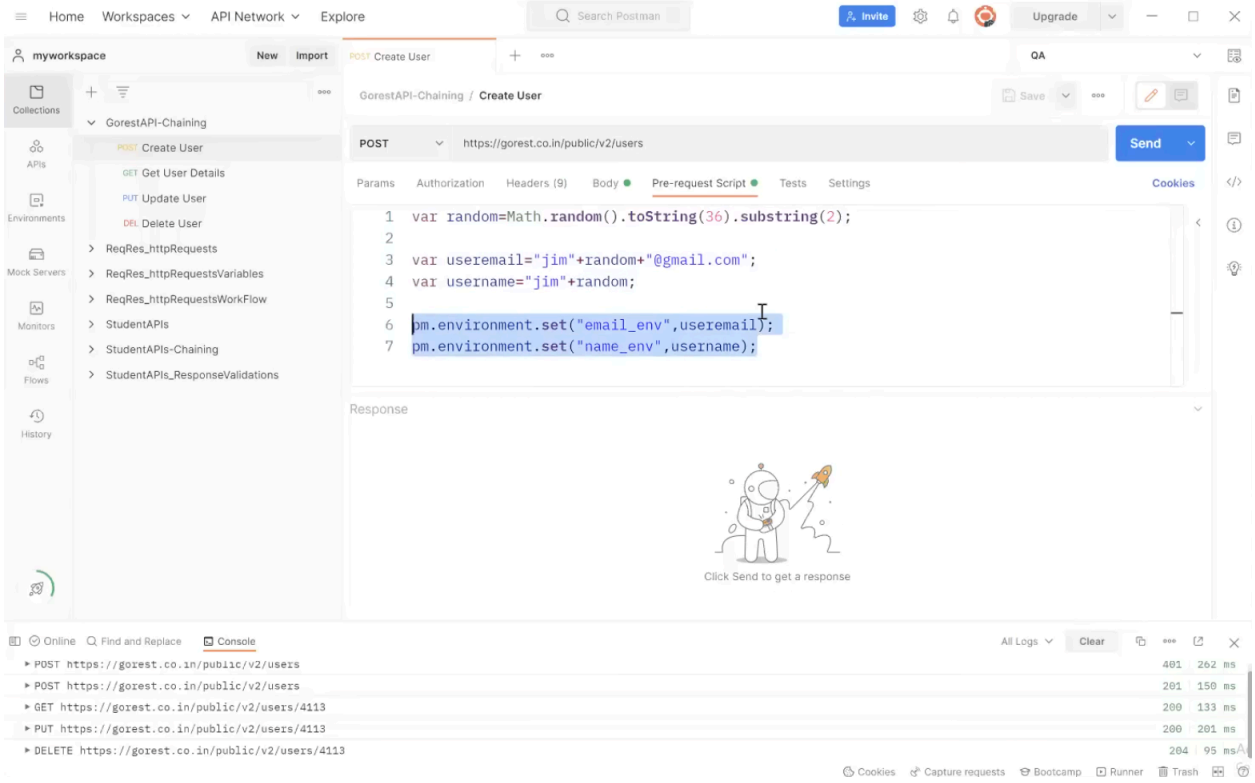 Home Workspaces API Network Explore Search Postman Invite Upgrade
myworkspace New Import POST Create User QA
Collections
APIs
Environments
Mock Servers
Monitors
Flows
History
GorestAPI-Chaining
POST Create User
GET Get User Details
PUT Update User
DEL Delete User
ReqRes_httpRequests
ReqRes_httpRequestsVariables
ReqRes_httpRequestsWorkFlow
StudentAPIs
StudentAPIs-Chaining
StudentAPIs_ResponseValidations
GorestAPI-Chaining / Create User Save
POST https://gorest.co.in/public/v2/users Send
Params Authorization Headers (9) Body Pre-request Script Tests Settings Cookies
1 var random=Math.random().toString(36).substring(2);
2
3 var useremail="jim"+random+"@gmail.com";
4 var username="jim"+random;
5
6 pm.environment.set("email_env",useremail);
7 pm.environment.set("name_env",username);
Response
Click Send to get a response
Online Find and Replace Console All Logs Clear
POST https://gorest.co.in/public/v2/users 401 262 ms
POST https://gorest.co.in/public/v2/users 201 150 ms
GET https://gorest.co.in/public/v2/users/4113 200 133 ms
PUT https://gorest.co.in/public/v2/users/4113 200 201 ms
DELETE https://gorest.co.in/public/v2/users/4113 204 95 ms
Cookies Capture requests Bootcamp Runner Trash